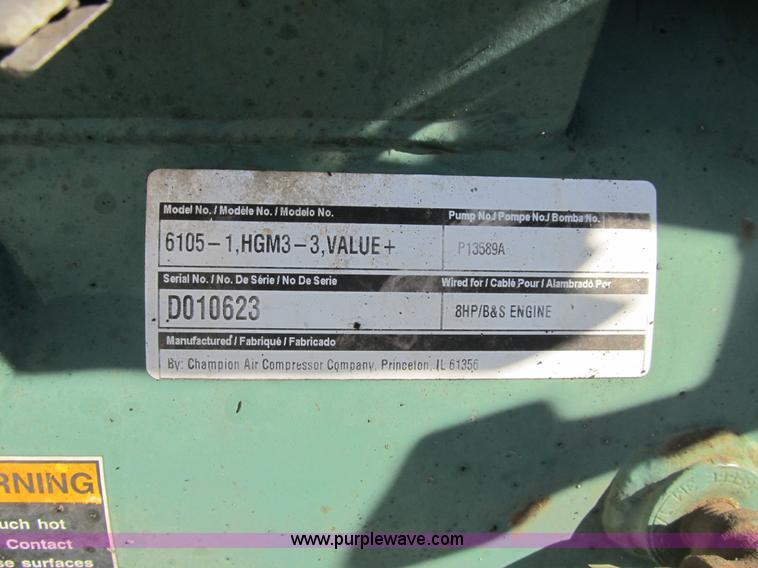 Model No. / Modèle No. / Modelo No.
Pump No./ Pompe No./ Bomba No.
6105-1,HGM3-3,VALUE+
P13589A
Serial No. / No. De Série / No De Serie
Wired for / Cablé Pour / Alambrado Por
D010623
8HP/B&S ENGINE
Manufactured / Fabriqué / Fabricado
By: Champion Air Compressor Company, Princeton, IL 61356
RNING
uch hot
Contact
se surfaces
www.purplewave.com